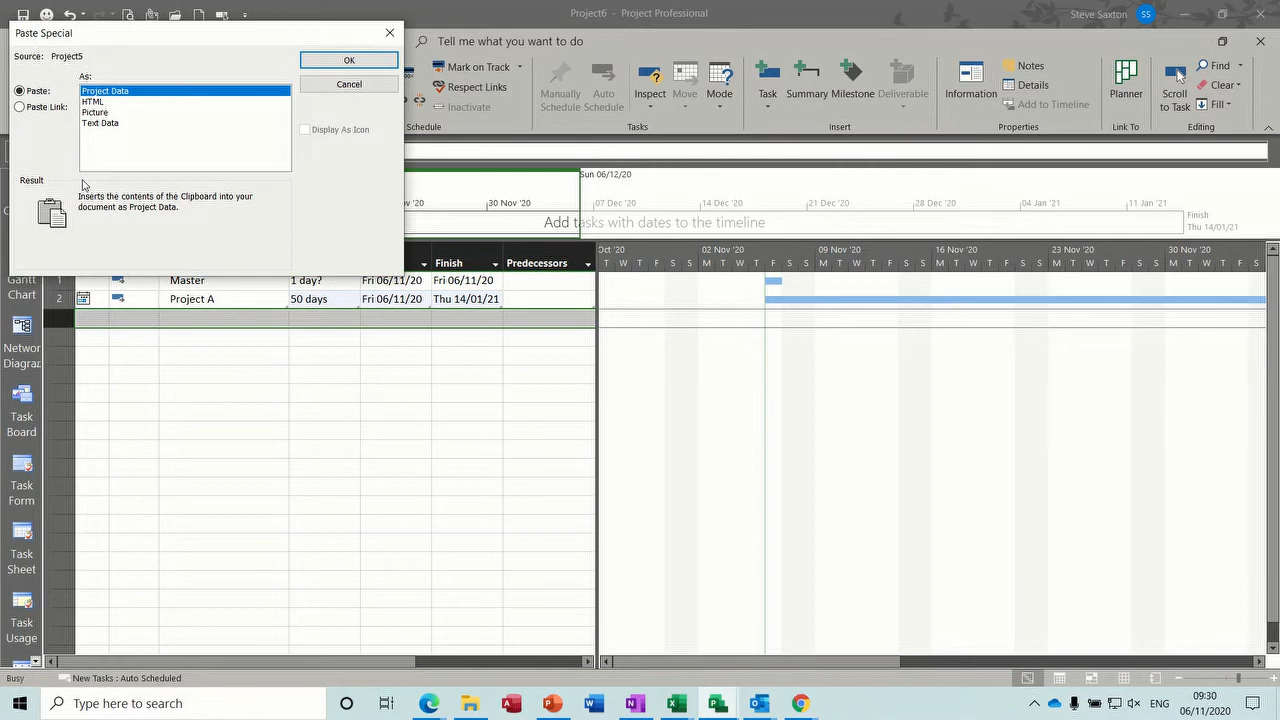 Project6 - Project Professional
Steve Saxton
SS
Paste Special
Source: Project5
As:
Paste:
Paste Link:
Project Data
HTML
Picture
Text Data
OK
Cancel
Display As Icon
Result
Inserts the contents of the Clipboard into your
document as Project Data.
Tell me what you want to do
Mark on Track
Respect Links
Inactivate
Schedule
Manually
Schedule
Auto
Schedule
Inspect
Move
Mode
Tasks
Task
Summary
Milestone
Deliverable
Insert
Information
Notes
Details
Add to Timeline
Properties
Planner
Link To
Scroll
to Task
Find
Clear
Fill
Editing
Sun 06/12/20
30 Nov '20
07 Dec '20
14 Dec '20
21 Dec '20
28 Dec '20
04 Jan '21
11 Jan '21
Add tasks with dates to the timeline
Finish
Thu 14/01/21
Finish
Predecessors
02 Nov '20
09 Nov '20
16 Nov '20
23 Nov '20
30 Nov '20
T W T F S S M T W T F S S M T W T F S S M T W T F S S M T W T F S S M T W T F S
1 Master 1 day? Fri 06/11/20 Fri 06/11/20
2 Project A 50 days Fri 06/11/20 Thu 14/01/21
Gantt
Chart
Task
Board
Task
Form
Task
Sheet
Task
Usage
Busy
New Tasks : Auto Scheduled
Type here to search
ENG
09:30
06/11/2020